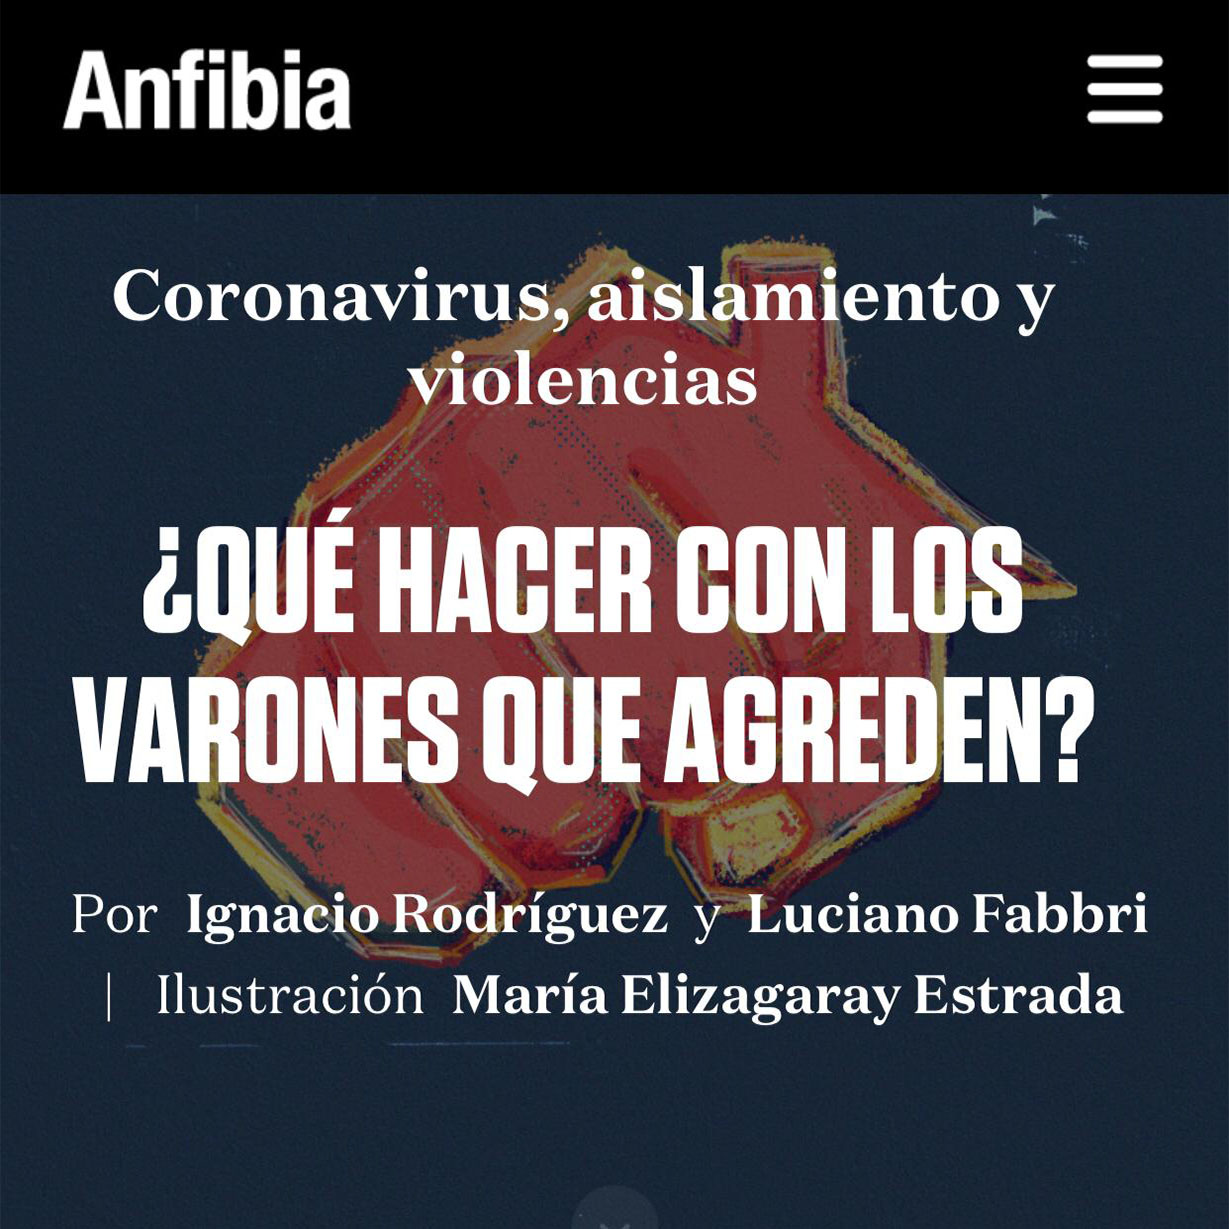 Anfibia
Coronavirus, aislamiento y
violencias
¿QUÉ HACER CON LOS
VARONES QUE AGREDEN?
Por Ignacio Rodríguez y Luciano Fabbri
| Ilustración María Elizagaray Estrada